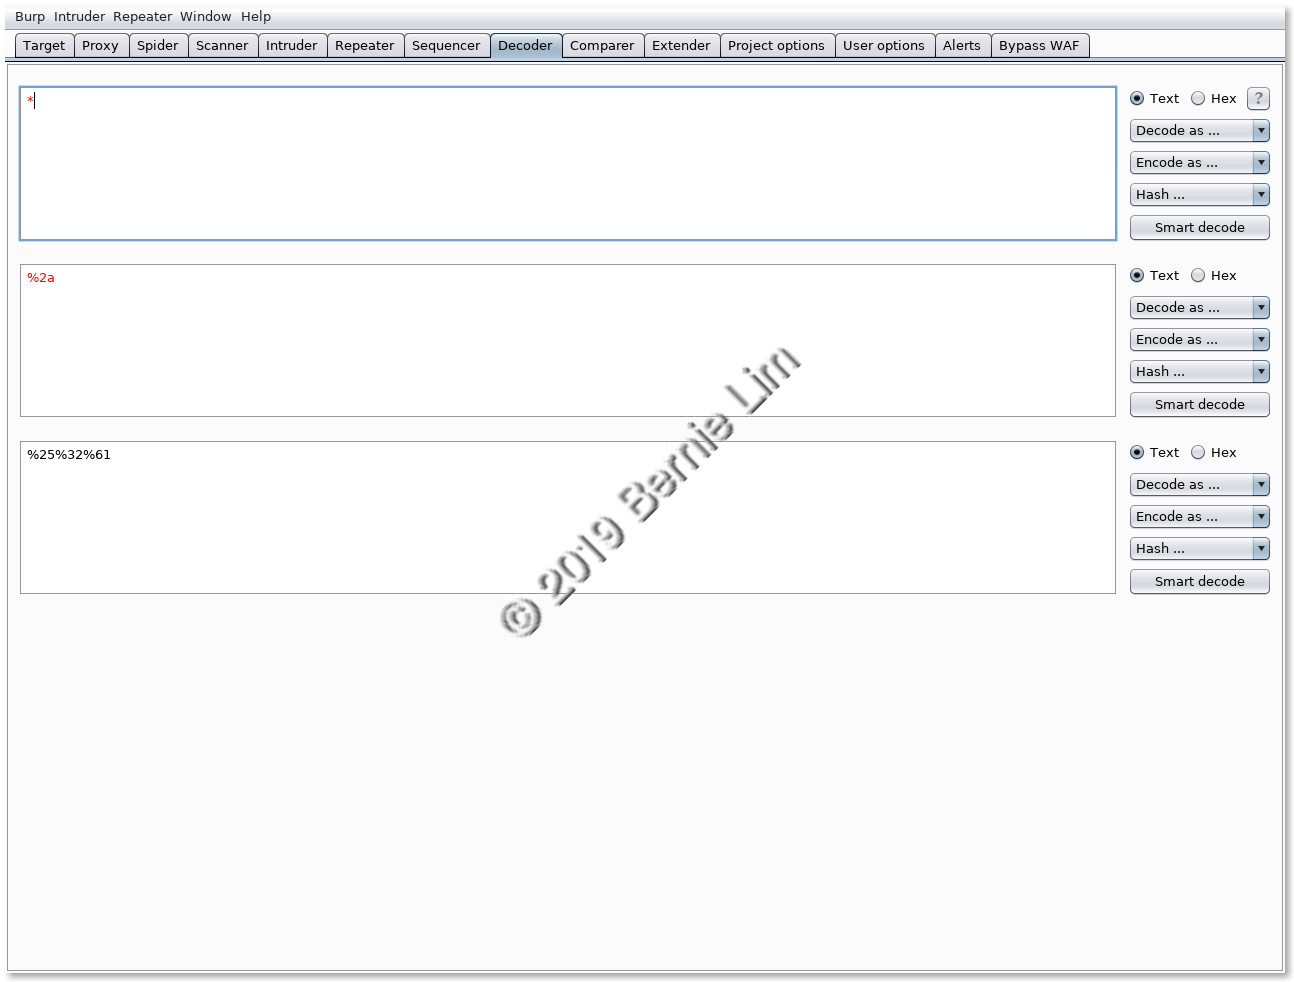 Burp Intruder Repeater Window Help
Target Proxy Spider Scanner Intruder Repeater Sequencer Decoder Comparer Extender Project options User options Alerts Bypass WAF
*
Text Hex ?
Decode as ...
Encode as ...
Hash ...
Smart decode
%2a
Text Hex
Decode as ...
Encode as ...
Hash ...
Smart decode
%25%32%61
Text Hex
Decode as ...
Encode as ...
Hash ...
Smart decode
© 2019 Bernie Lim